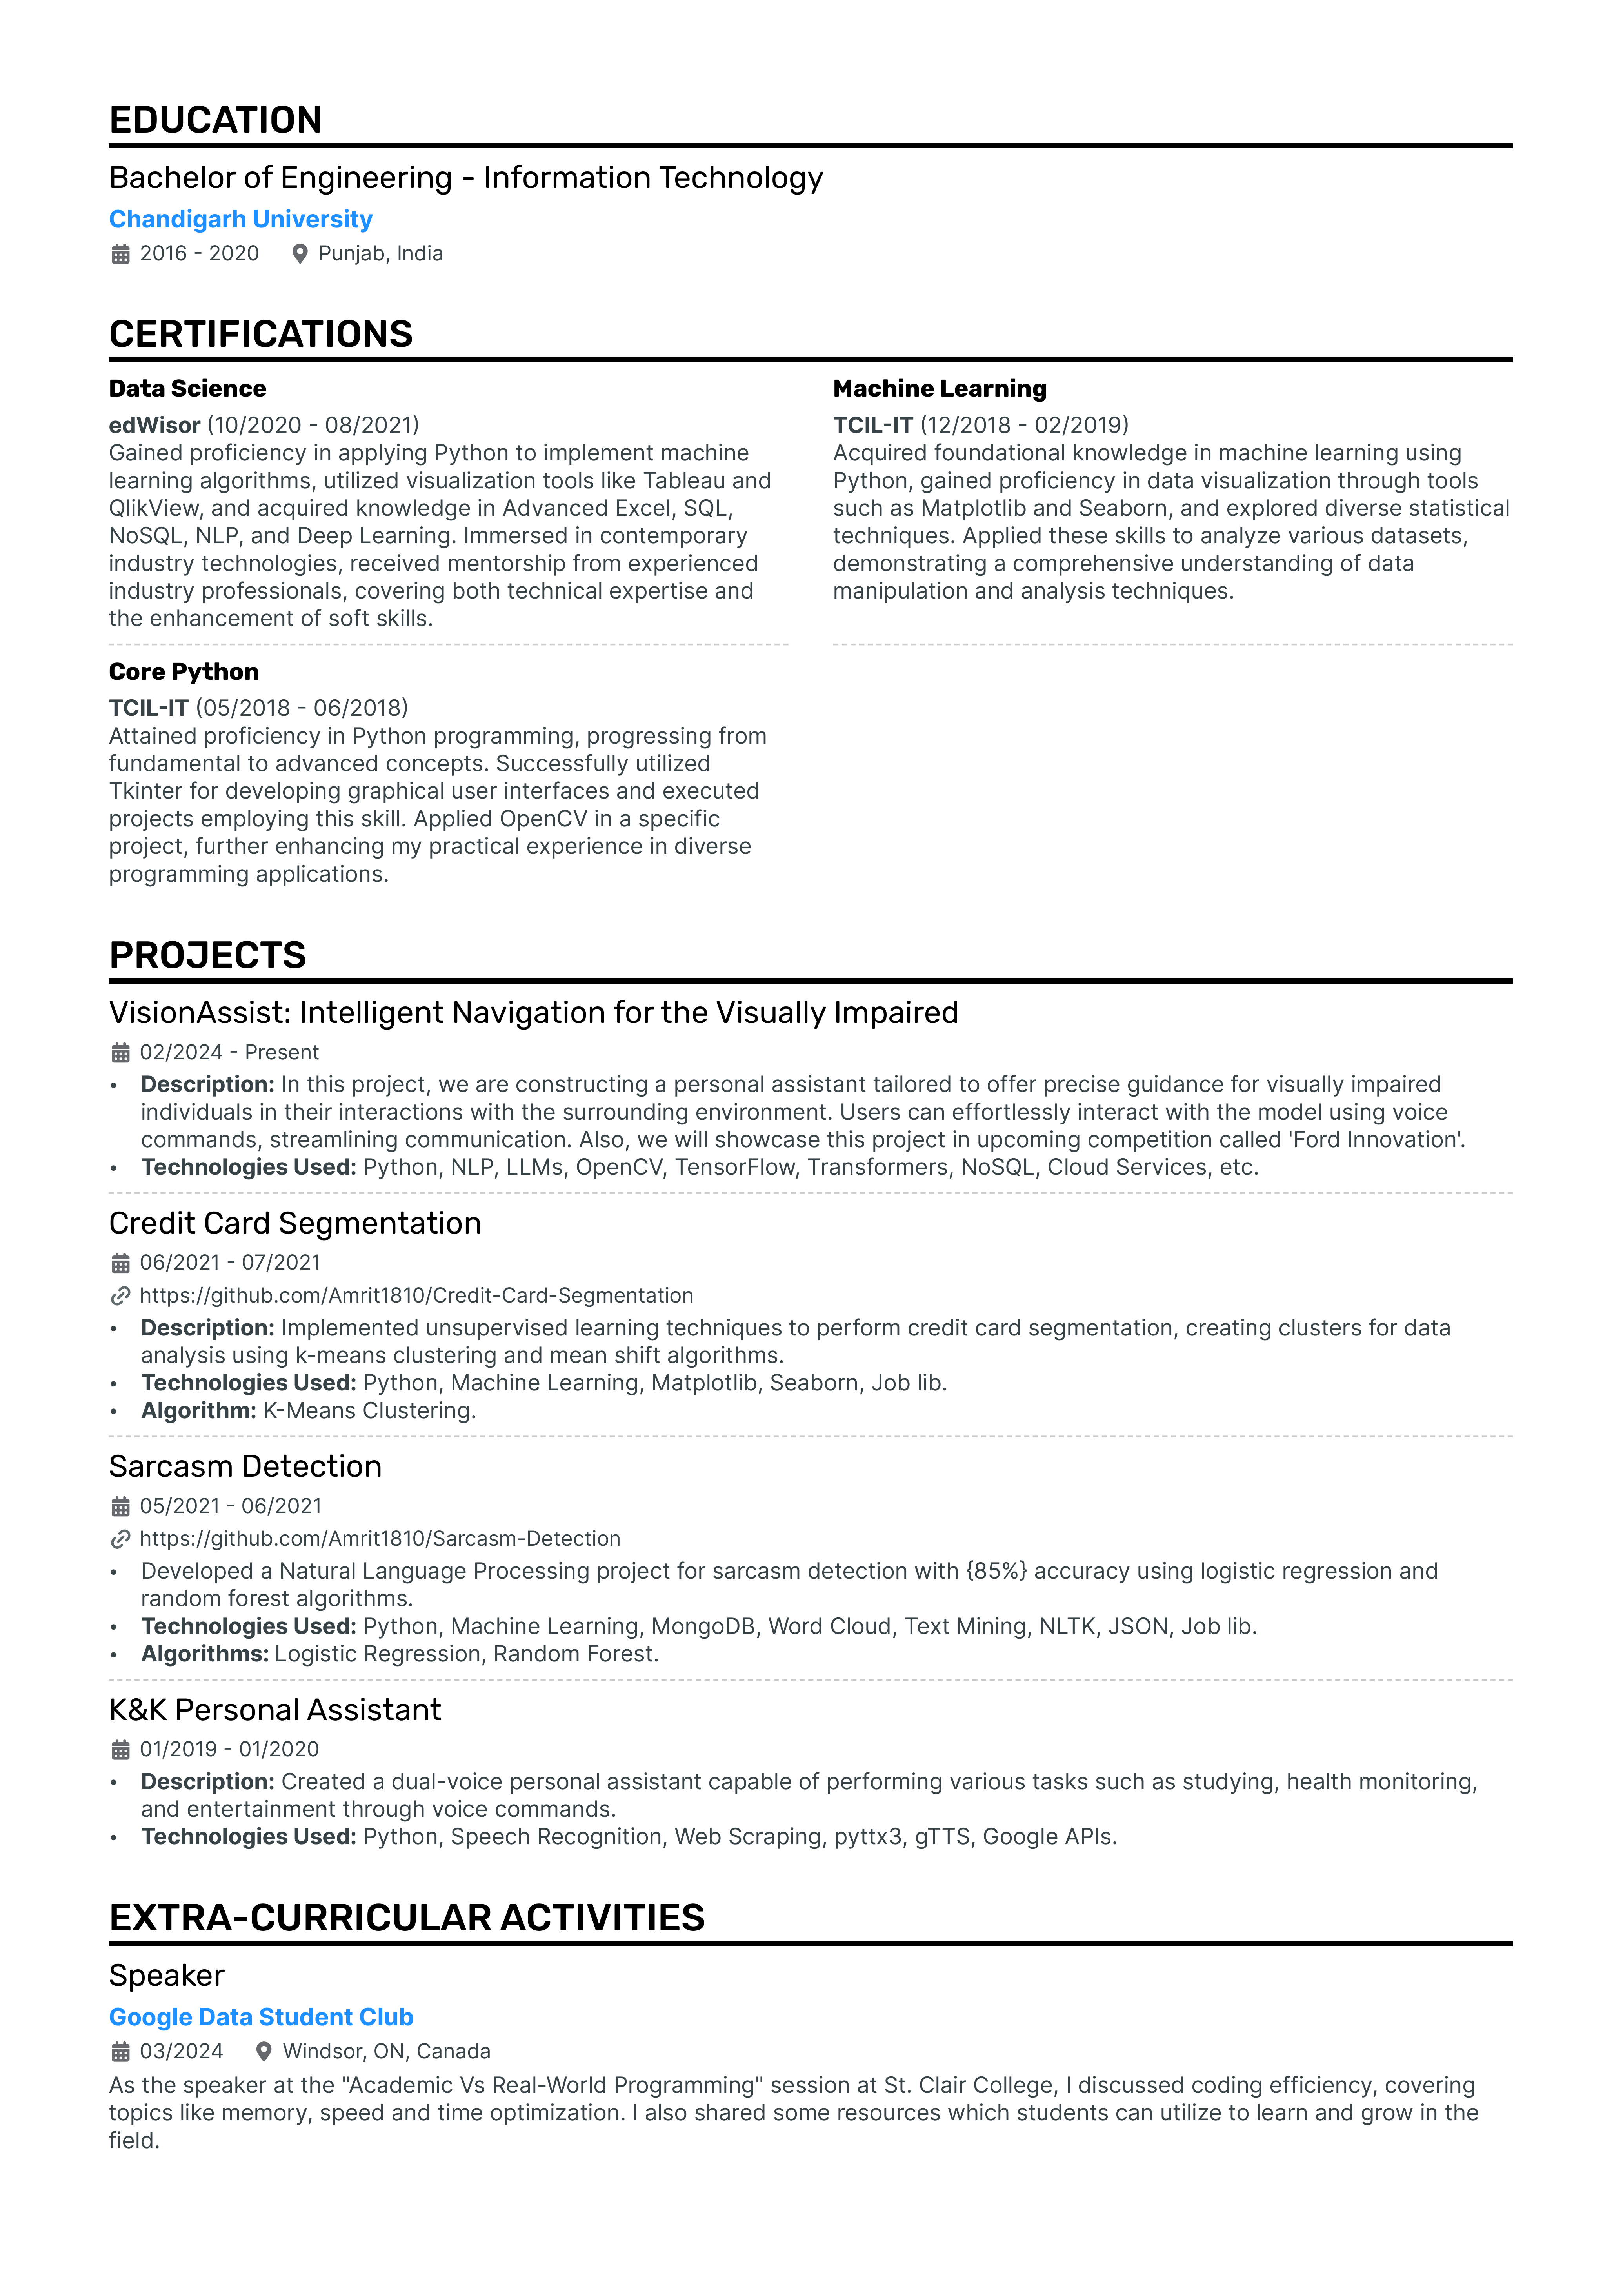 EDUCATION
Bachelor of Engineering - Information Technology
Chandigarh University
2016 - 2020 Punjab, India
CERTIFICATIONS
Data Science
edWisor (10/2020 - 08/2021)
Gained proficiency in applying Python to implement machine
learning algorithms, utilized visualization tools like Tableau and
QlikView, and acquired knowledge in Advanced Excel, SQL,
NoSQL, NLP, and Deep Learning. Immersed in contemporary
industry technologies, received mentorship from experienced
industry professionals, covering both technical expertise and
the enhancement of soft skills.
Machine Learning
TCIL-IT (12/2018 - 02/2019)
Acquired foundational knowledge in machine learning using
Python, gained proficiency in data visualization through tools
such as Matplotlib and Seaborn, and explored diverse statistical
techniques. Applied these skills to analyze various datasets,
demonstrating a comprehensive understanding of data
manipulation and analysis techniques.
Core Python
TCIL-IT (05/2018 - 06/2018)
Attained proficiency in Python programming, progressing from
fundamental to advanced concepts. Successfully utilized
Tkinter for developing graphical user interfaces and executed
projects employing this skill. Applied OpenCV in a specific
project, further enhancing my practical experience in diverse
programming applications.
PROJECTS
VisionAssist: Intelligent Navigation for the Visually Impaired
02/2024 - Present
• Description: In this project, we are constructing a personal assistant tailored to offer precise guidance for visually impaired
individuals in their interactions with the surrounding environment. Users can effortlessly interact with the model using voice
commands, streamlining communication. Also, we will showcase this project in upcoming competition called 'Ford Innovation'.
• Technologies Used: Python, NLP, LLMs, OpenCV, TensorFlow, Transformers, NoSQL, Cloud Services, etc.
Credit Card Segmentation
06/2021 - 07/2021
https://github.com/Amrit1810/Credit-Card-Segmentation
• Description: Implemented unsupervised learning techniques to perform credit card segmentation, creating clusters for data
analysis using k-means clustering and mean shift algorithms.
• Technologies Used: Python, Machine Learning, Matplotlib, Seaborn, Job lib.
• Algorithm: K-Means Clustering.
Sarcasm Detection
05/2021 - 06/2021
https://github.com/Amrit1810/Sarcasm-Detection
• Developed a Natural Language Processing project for sarcasm detection with {85%} accuracy using logistic regression and
random forest algorithms.
• Technologies Used: Python, Machine Learning, MongoDB, Word Cloud, Text Mining, NLTK, JSON, Job lib.
• Algorithms: Logistic Regression, Random Forest.
K&K Personal Assistant
01/2019 - 01/2020
• Description: Created a dual-voice personal assistant capable of performing various tasks such as studying, health monitoring,
and entertainment through voice commands.
• Technologies Used: Python, Speech Recognition, Web Scraping, pyttx3, gTTS, Google APIs.
EXTRA-CURRICULAR ACTIVITIES
Speaker
Google Data Student Club
03/2024 Windsor, ON, Canada
As the speaker at the "Academic Vs Real-World Programming" session at St. Clair College, I discussed coding efficiency, covering
topics like memory, speed and time optimization. I also shared some resources which students can utilize to learn and grow in the
field.